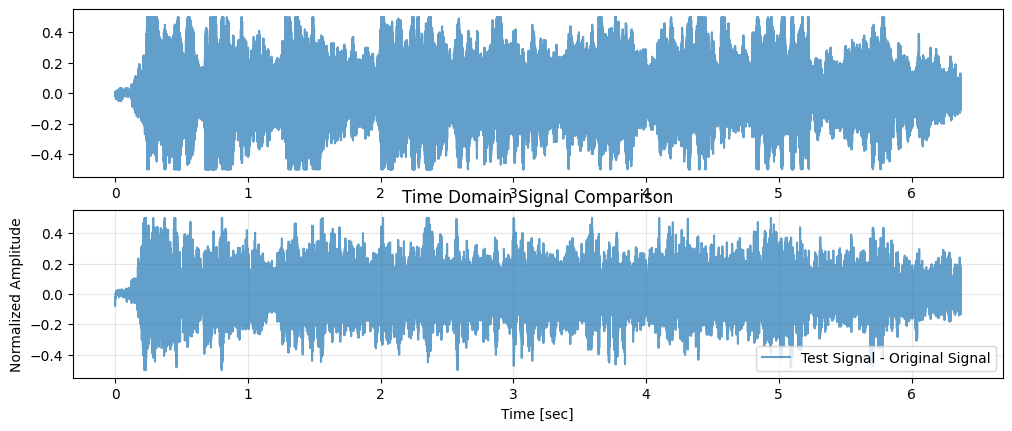 0.4
0.2
0.0
−0.2
−0.4
0 1 2 3 4 5 6
Time Domain Signal Comparison
Normalized Amplitude
0.4
0.2
0.0
−0.2
−0.4
Test Signal - Original Signal
0 1 2 3 4 5 6
Time [sec]